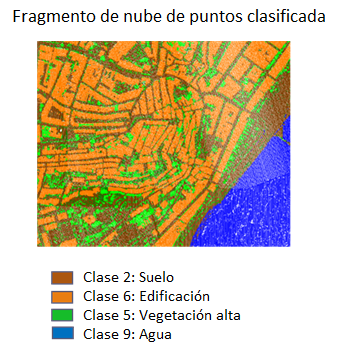 Fragmento de nube de puntos clasificada
Clase 2: Suelo
Clase 6: Edificación
Clase 5: Vegetación alta
Clase 9: Agua